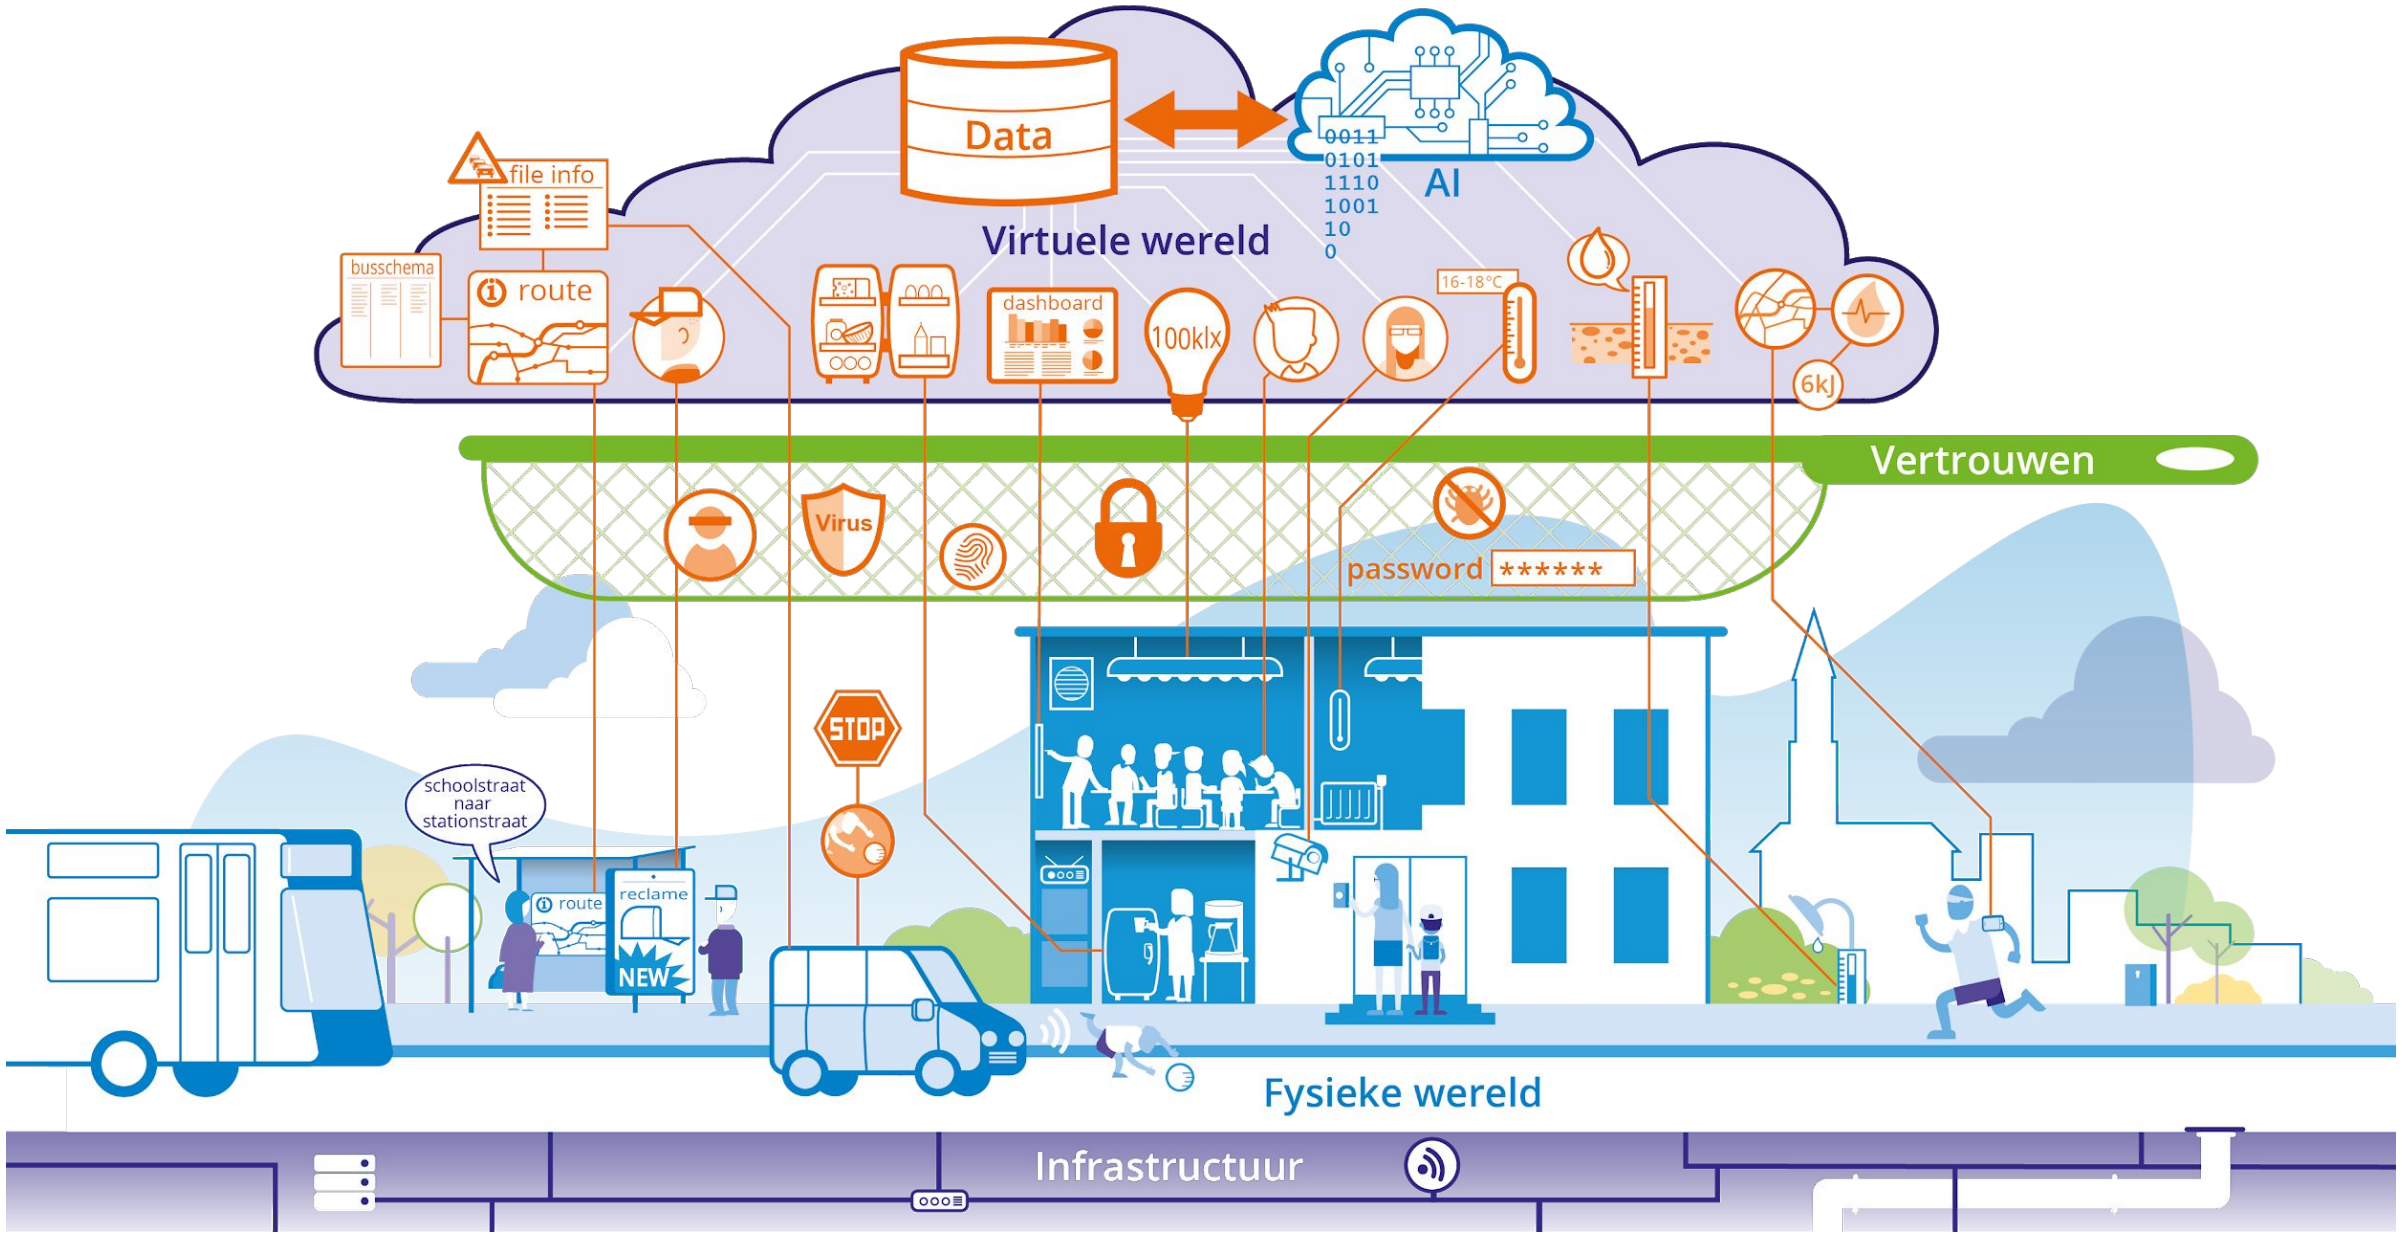 Data
0011
0101
1110
1001
10
0
AI
file info
Virtuele wereld
busschema
route
dashboard
100klx
16-18°C
6kJ
Vertrouwen
Virus
password ******
STOP
schoolstraat
naar
stationstraat
route
reclame
NEW
Fysieke wereld
Infrastructuur